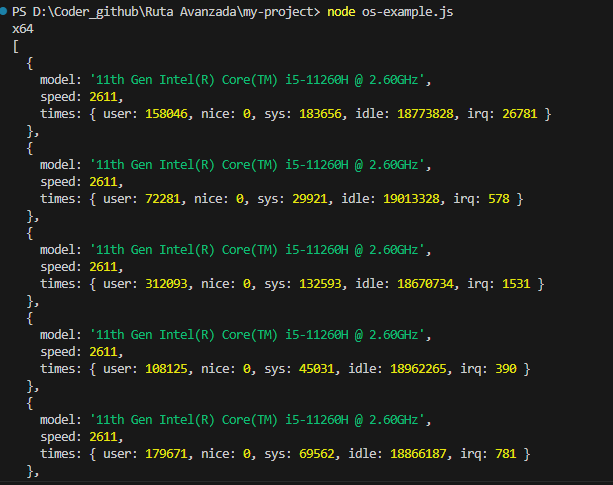 PS D:\Coder_github\Ruta Avanzada\my-project> node os-example.js
x64
[
  {
    model: '11th Gen Intel(R) Core(TM) i5-11260H @ 2.60GHz',
    speed: 2611,
    times: { user: 158046, nice: 0, sys: 183656, idle: 18773828, irq: 26781 }
  },
  {
    model: '11th Gen Intel(R) Core(TM) i5-11260H @ 2.60GHz',
    speed: 2611,
    times: { user: 72281, nice: 0, sys: 29921, idle: 19013328, irq: 578 }
  },
  {
    model: '11th Gen Intel(R) Core(TM) i5-11260H @ 2.60GHz',
    speed: 2611,
    times: { user: 312093, nice: 0, sys: 132593, idle: 18670734, irq: 1531 }
  },
  {
    model: '11th Gen Intel(R) Core(TM) i5-11260H @ 2.60GHz',
    speed: 2611,
    times: { user: 108125, nice: 0, sys: 45031, idle: 18962265, irq: 390 }
  },
  {
    model: '11th Gen Intel(R) Core(TM) i5-11260H @ 2.60GHz',
    speed: 2611,
    times: { user: 179671, nice: 0, sys: 69562, idle: 18866187, irq: 781 }
  },